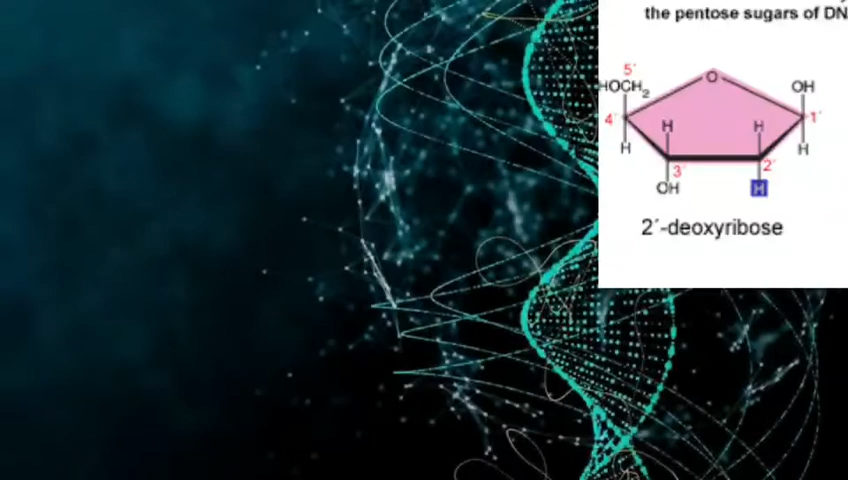 the pentose sugars of DN
5´
HOCH2 O OH
4´ H H 1´
H 3´ 2´ H
OH H
2´-deoxyribose